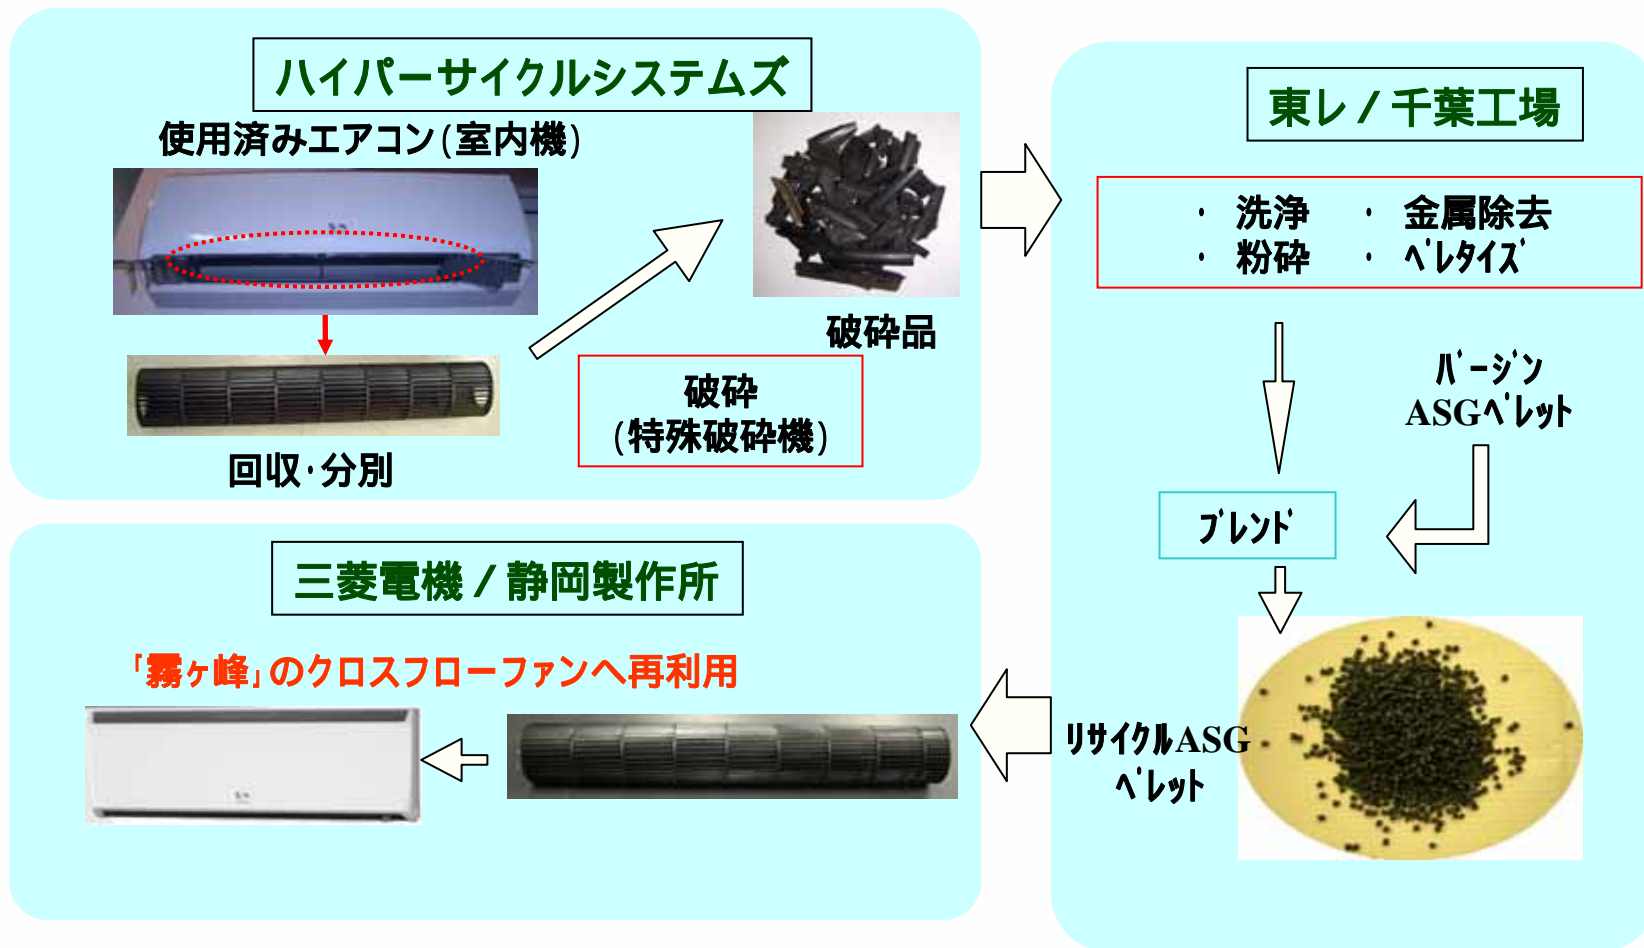 ハイパーサイクルシステムズ
使用済みエアコン(室内機)
破砕品
破砕
(特殊破砕機)
回収・分別
東レ/千葉工場
・ 洗浄 ・ 金属除去
・ 粉砕 ・ ﾍﾟﾚﾀｲｽﾞ
ﾊﾞｰｼﾞﾝ
ASGﾍﾟﾚｯﾄ
ﾌﾞﾚﾝﾄﾞ
ﾘｻｲｸﾙASG
ﾍﾟﾚｯﾄ
三菱電機/静岡製作所
「霧ヶ峰」のクロスフローファンへ再利用